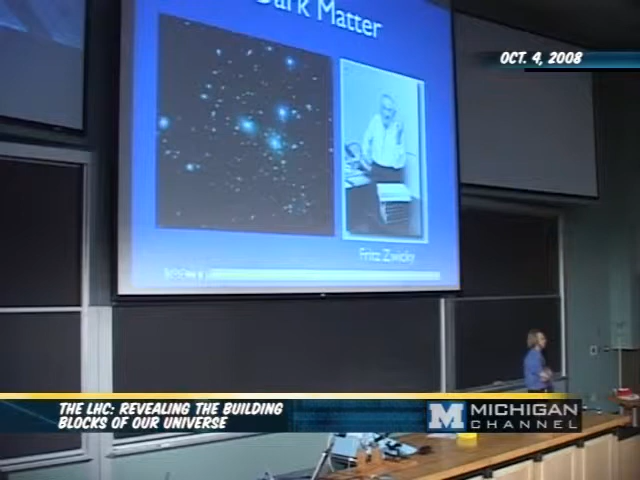 Dark Matter
OCT. 4, 2008
Fritz Zwicky
THE LHC: REVEALING THE BUILDING
BLOCKS OF OUR UNIVERSE
M MICHIGAN
CHANNEL